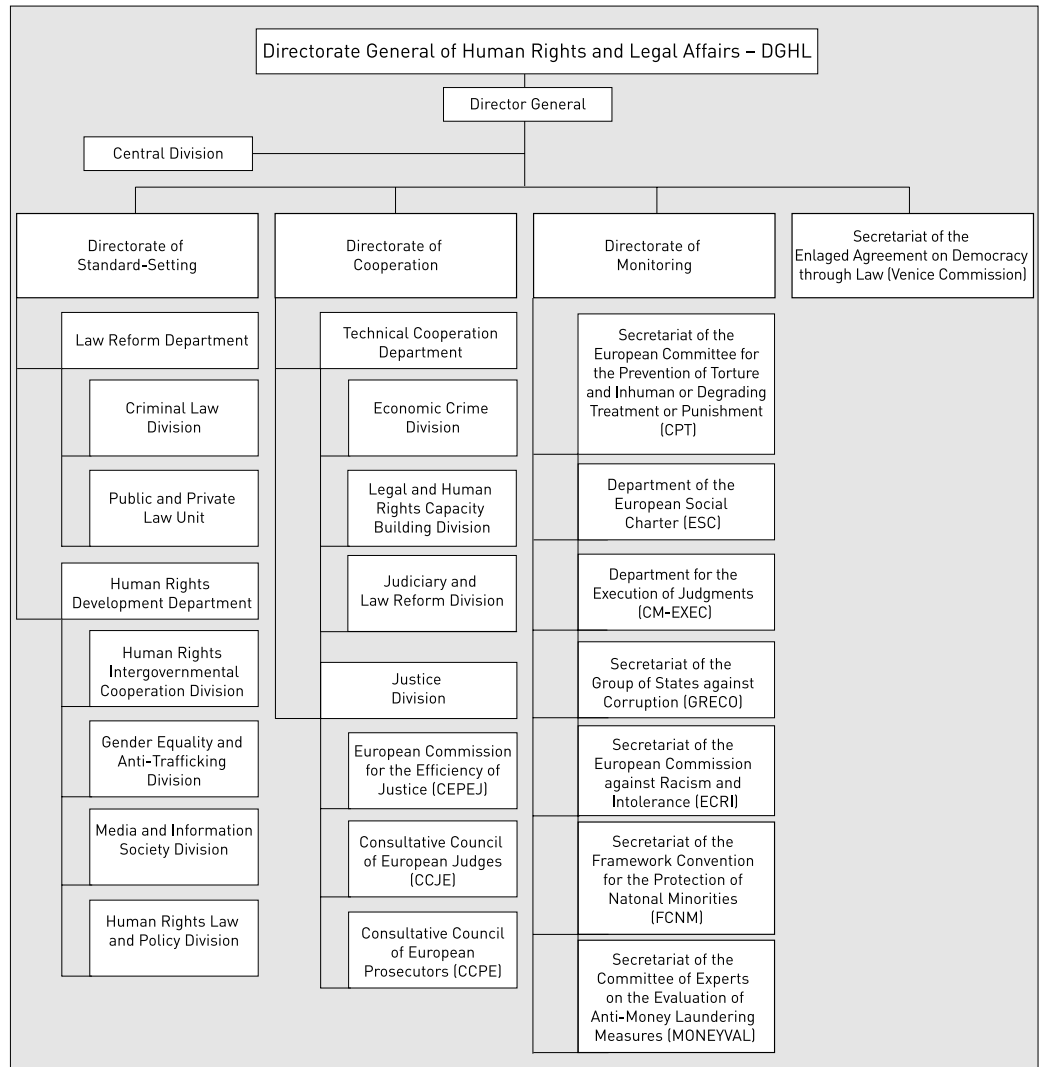 Directorate General of Human Rights and Legal Affairs – DGHL
Director General
Central Division
Directorate of
Standard-Setting
Law Reform Department
Criminal Law
Division
Public and Private
Law Unit
Human Rights
Development Department
Human Rights
Intergovernmental
Cooperation Division
Gender Equality and
Anti-Trafficking
Division
Media and Information
Society Division
Human Rights Law
and Policy Division
Directorate of
Cooperation
Technical Cooperation
Department
Economic Crime
Division
Legal and Human
Rights Capacity
Building Division
Judiciary and
Law Reform Division
Justice
Division
European Commission
for the Efficiency of
Justice (CEPEJ)
Consultative Council
of European Judges
(CCJE)
Consultative Council
of European
Prosecutors (CCPE)
Directorate of
Monitoring
Secretariat of the
European Committee for
the Prevention of Torture
and Inhuman or Degrading
Treatment or Punishment
(CPT)
Department of the
European Social
Charter (ESC)
Department for the
Execution of Judgments
(CM-EXEC)
Secretariat of the
Group of States against
Corruption (GRECO)
Secretariat of the
European Commission
against Racism and
Intolerance (ECRI)
Secretariat of the
Framework Convention
for the Protection of
Natonal Minorities
(FCNM)
Secretariat of the
Committee of Experts
on the Evaluation of
Anti-Money Laundering
Measures (MONEYVAL)
Secretariat of the
Enlaged Agreement on Democracy
through Law (Venice Commission)